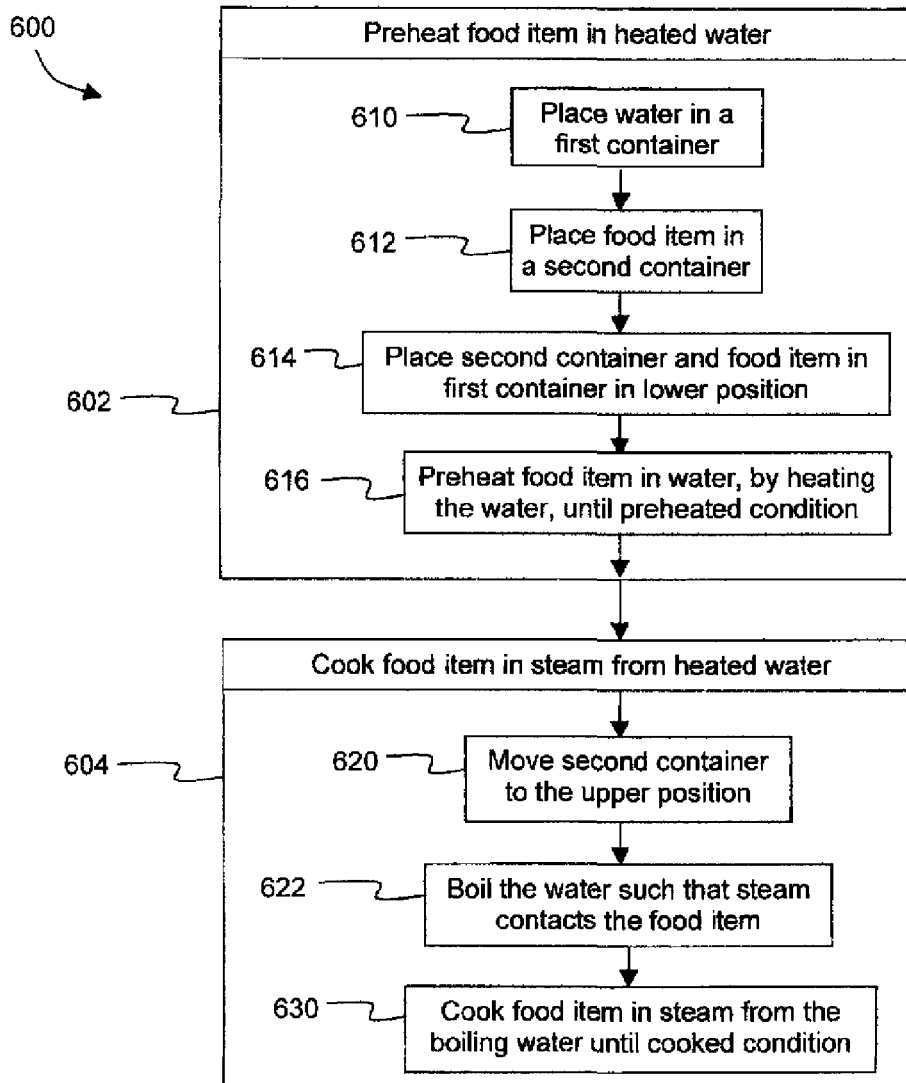 600
Preheat food item in heated water
610
Place water in a
first container
612
Place food item in
a second container
614
Place second container and food item in
first container in lower position
602
616
Preheat food item in water, by heating
the water, until preheated condition
Cook food item in steam from heated water
604
620
Move second container
to the upper position
622
Boil the water such that steam
contacts the food item
630
Cook food item in steam from the
boiling water until cooked condition